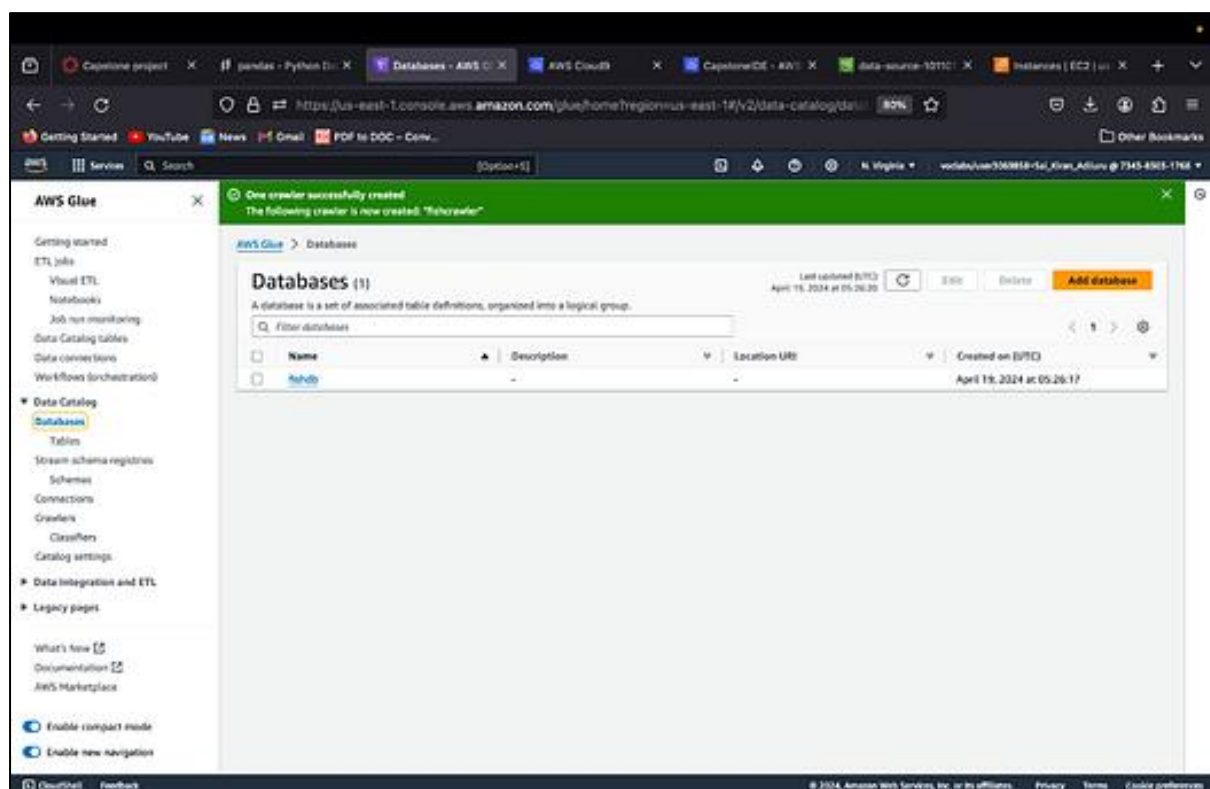 Capstone project
pandas - Python Da
Databases - AWS G
AWS Cloud9
CapstoneIDE - AWS
data-source-10111
Instances | EC2 | us
https://us-east-1.console.aws.amazon.com/glue/home?region=us-east-1#/v2/data-catalog/data
80%
Getting Started
YouTube
News
Gmail
PDF to DOC – Conv...
Other Bookmarks
aws
Services
Search
[Option+S]
N. Virginia
AWS Glue
One crawler successfully created
The following crawler is now created: "fishcrawler"
Getting started
ETL jobs
Visual ETL
Notebooks
Job run monitoring
Data Catalog tables
Data connections
Workflows (orchestration)
Data Catalog
Databases
Tables
Stream schema registries
Schemas
Connections
Crawlers
Classifiers
Catalog settings
Data Integration and ETL
Legacy pages
What's New
Documentation
AWS Marketplace
Enable compact mode
Enable new navigation
AWS Glue > Databases
Databases (1)
Last updated (UTC)
April 19, 2024 at 05:26:20
Edit
Delete
Add database
A database is a set of associated table definitions, organized into a logical group.
Filter databases
1
Name
Description
Location URI
Created on (UTC)
fishdb
-
-
April 19, 2024 at 05:26:17
CloudShell
Feedback
© 2024, Amazon Web Services, Inc. or its affiliates.
Privacy
Terms
Cookie preferences